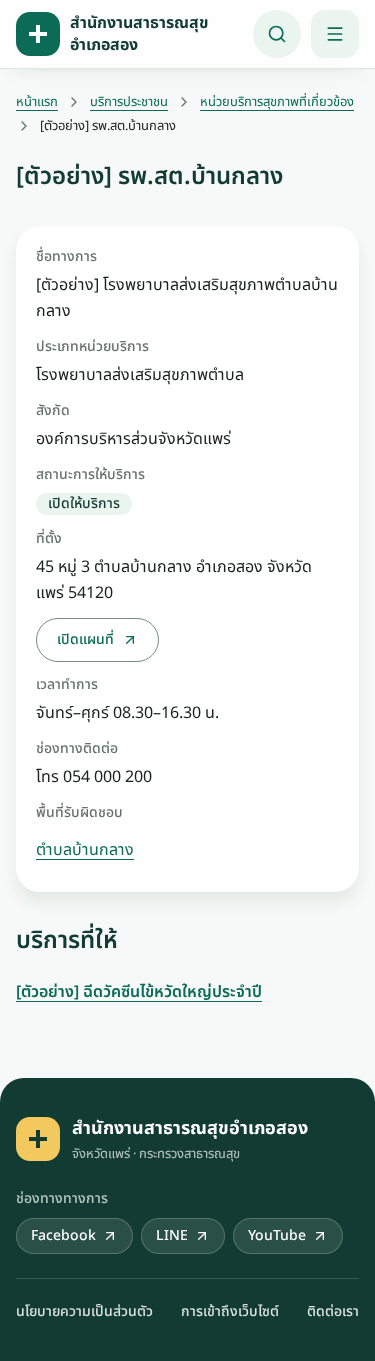 สำนักงานสาธารณสุข
อำเภอสอง
หน้าแรก
บริการประชาชน
หน่วยบริการสุขภาพที่เกี่ยวข้อง
[ตัวอย่าง] รพ.สต.บ้านกลาง
[ตัวอย่าง] รพ.สต.บ้านกลาง
ชื่อทางการ
[ตัวอย่าง] โรงพยาบาลส่งเสริมสุขภาพตำบลบ้าน
กลาง
ประเภทหน่วยบริการ
โรงพยาบาลส่งเสริมสุขภาพตำบล
สังกัด
องค์การบริหารส่วนจังหวัดแพร่
สถานะการให้บริการ
เปิดให้บริการ
ที่ตั้ง
45 หมู่ 3 ตำบลบ้านกลาง อำเภอสอง จังหวัด
แพร่ 54120
เปิดแผนที่
เวลาทำการ
จันทร์–ศุกร์ 08.30–16.30 น.
ช่องทางติดต่อ
โทร 054 000 200
พื้นที่รับผิดชอบ
ตำบลบ้านกลาง
บริการที่ให้
[ตัวอย่าง] ฉีดวัคซีนไข้หวัดใหญ่ประจำปี
สำนักงานสาธารณสุขอำเภอสอง
จังหวัดแพร่ · กระทรวงสาธารณสุข
ช่องทางทางการ
Facebook
LINE
YouTube
นโยบายความเป็นส่วนตัว
การเข้าถึงเว็บไซต์
ติดต่อเรา